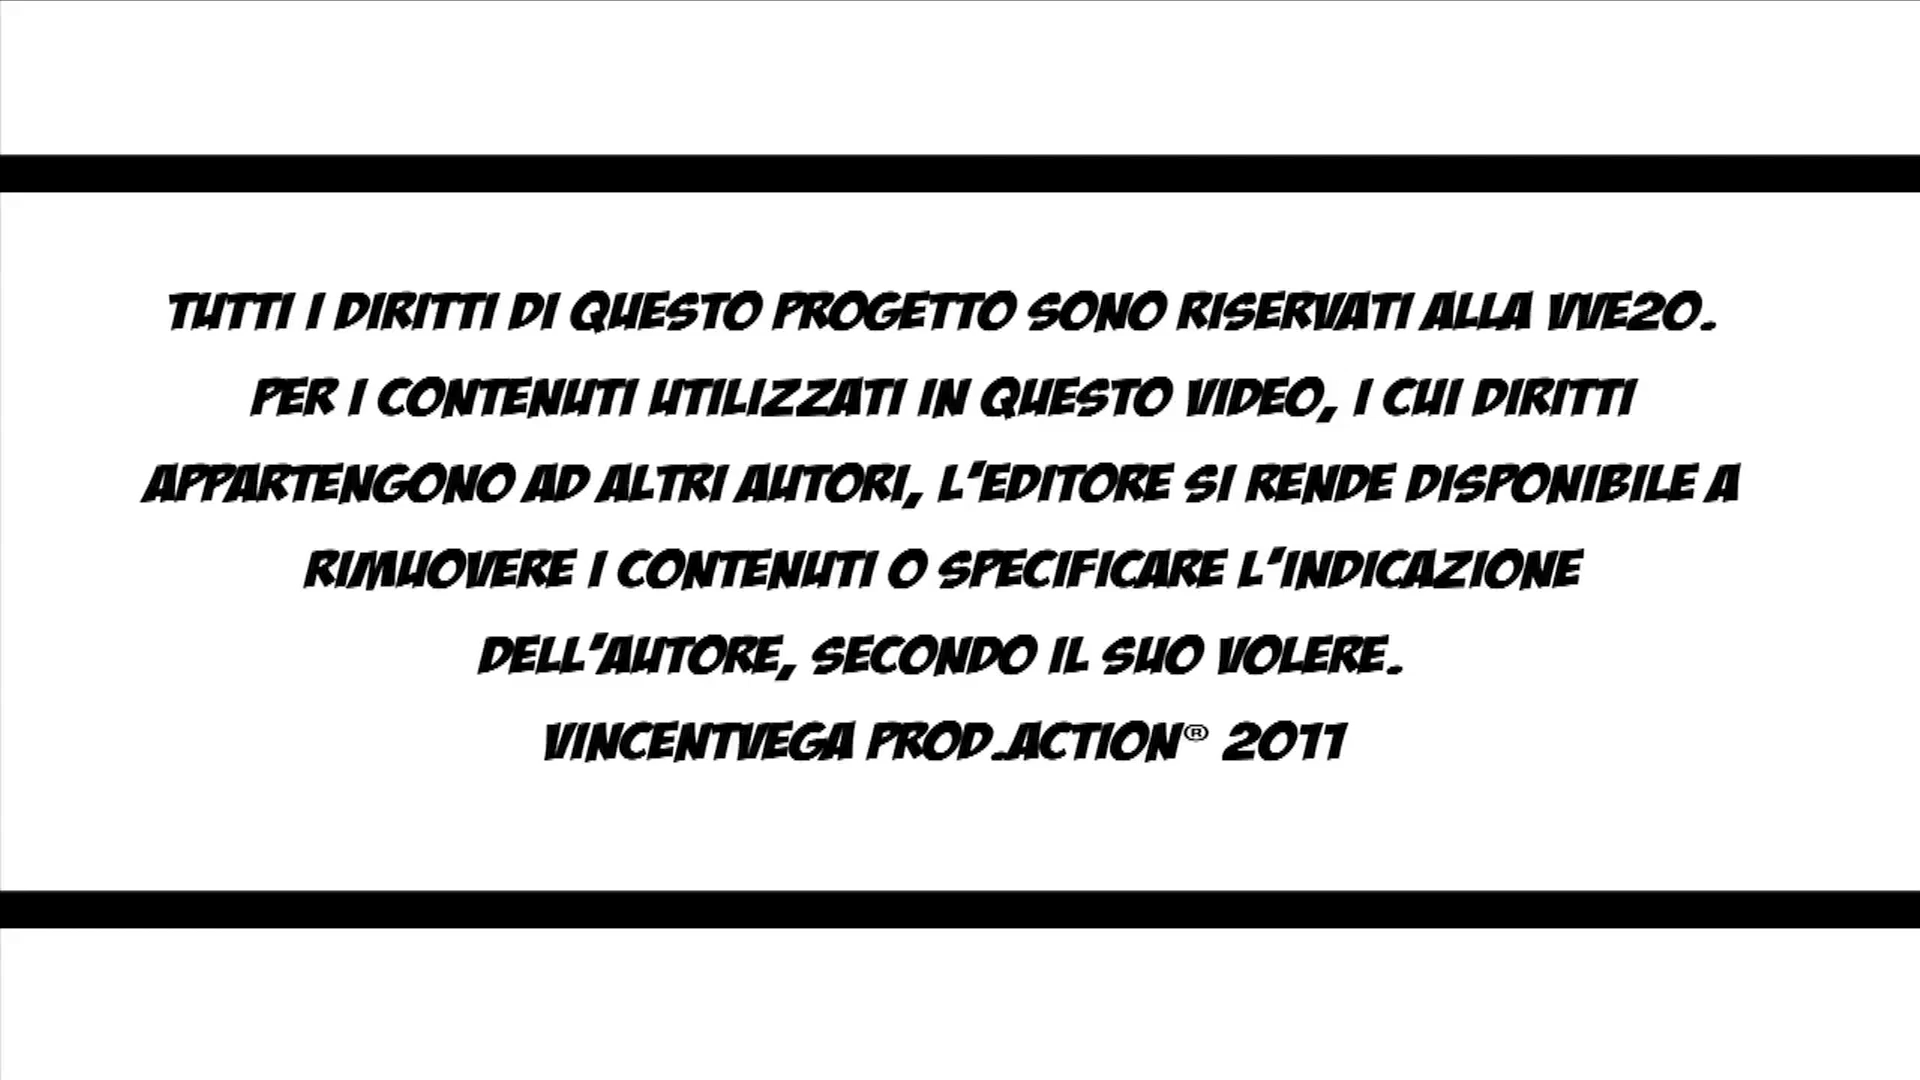 TUTTI I DIRITTI DI QUESTO PROGETTO SONO RISERVATI ALLA VVE20.
PER I CONTENUTI UTILIZZATI IN QUESTO VIDEO, I CUI DIRITTI
APPARTENGONO AD ALTRI AUTORI, L'EDITORE SI RENDE DISPONIBILE A
RIMUOVERE I CONTENUTI O SPECIFICARE L'INDICAZIONE
DELL'AUTORE, SECONDO IL SUO VOLERE.
VINCENTVEGA PROD.ACTION® 2011